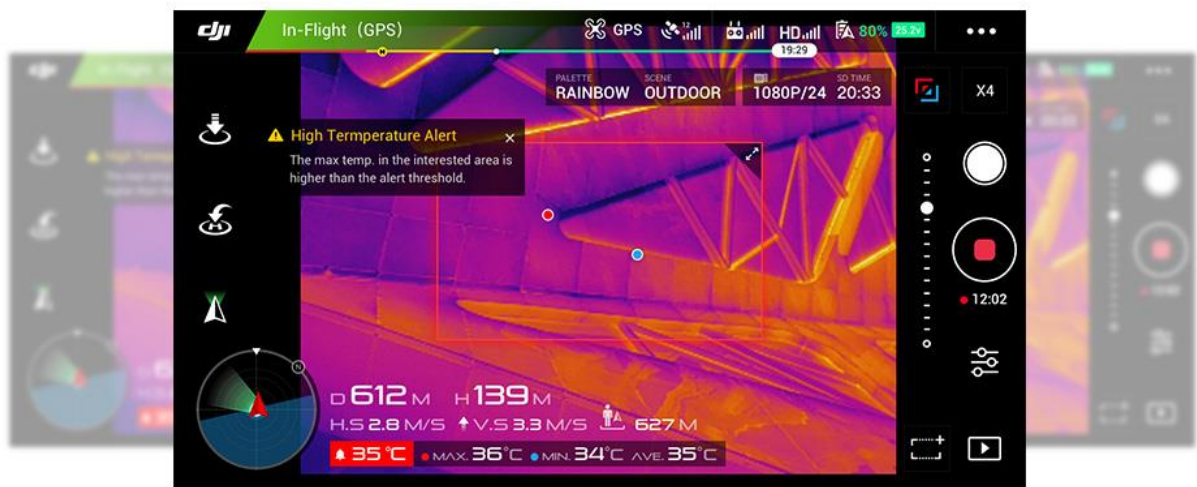 dji In-Flight (GPS) GPS 12 HD 80% 25.2V
19:29
PALETTE SCENE SD TIME
RAINBOW OUTDOOR 1080P/24 20:33
X4
High Termperature Alert ×
The max temp. in the interested area is
higher than the alert threshold.
N
12:02
D 612 M H 139 M
H.S 2.8 M/S V.S 3.3 M/S 627 M
35°C MAX. 36°C MIN. 34°C AVE. 35°C